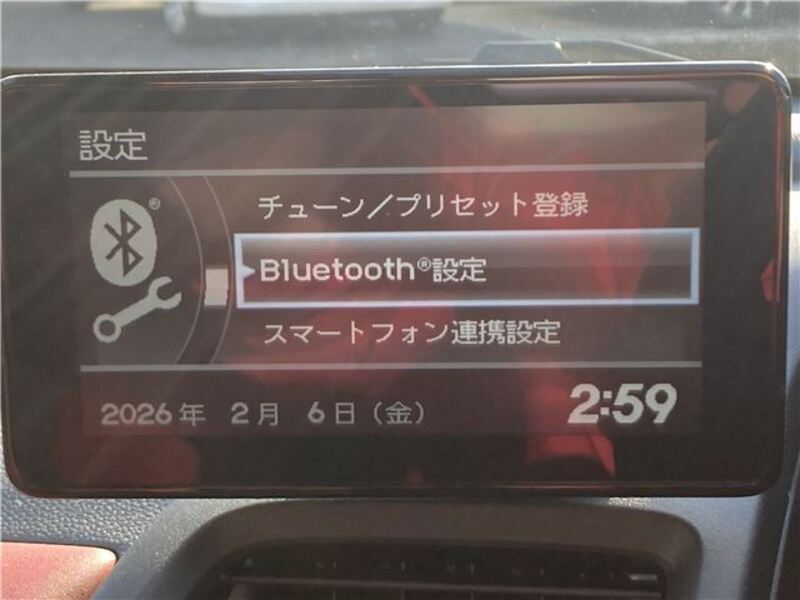 設定
チューン／プリセット登録
Bluetooth®設定
スマートフォン連携設定
2026年 2月 6日（金） 2:59